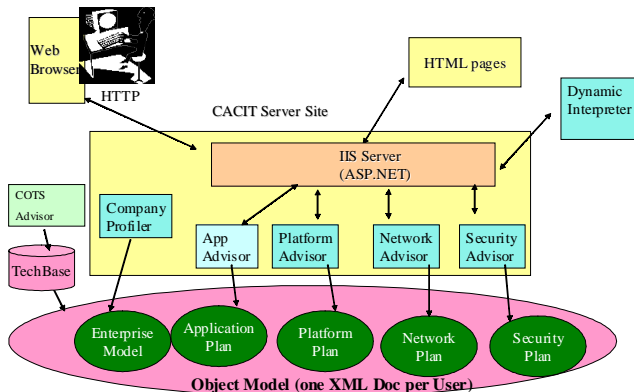 Web
Browser
HTTP
HTML pages
Dynamic
Interpreter
CACIT Server Site
IIS Server
(ASP.NET)
COTS
Advisor
Company
Profiler
TechBase
App
Advisor
Platform
Advisor
Network
Advisor
Security
Advisor
Enterprise
Model
Application
Plan
Platform
Plan
Network
Plan
Security
Plan
Object Model (one XML Doc per User)